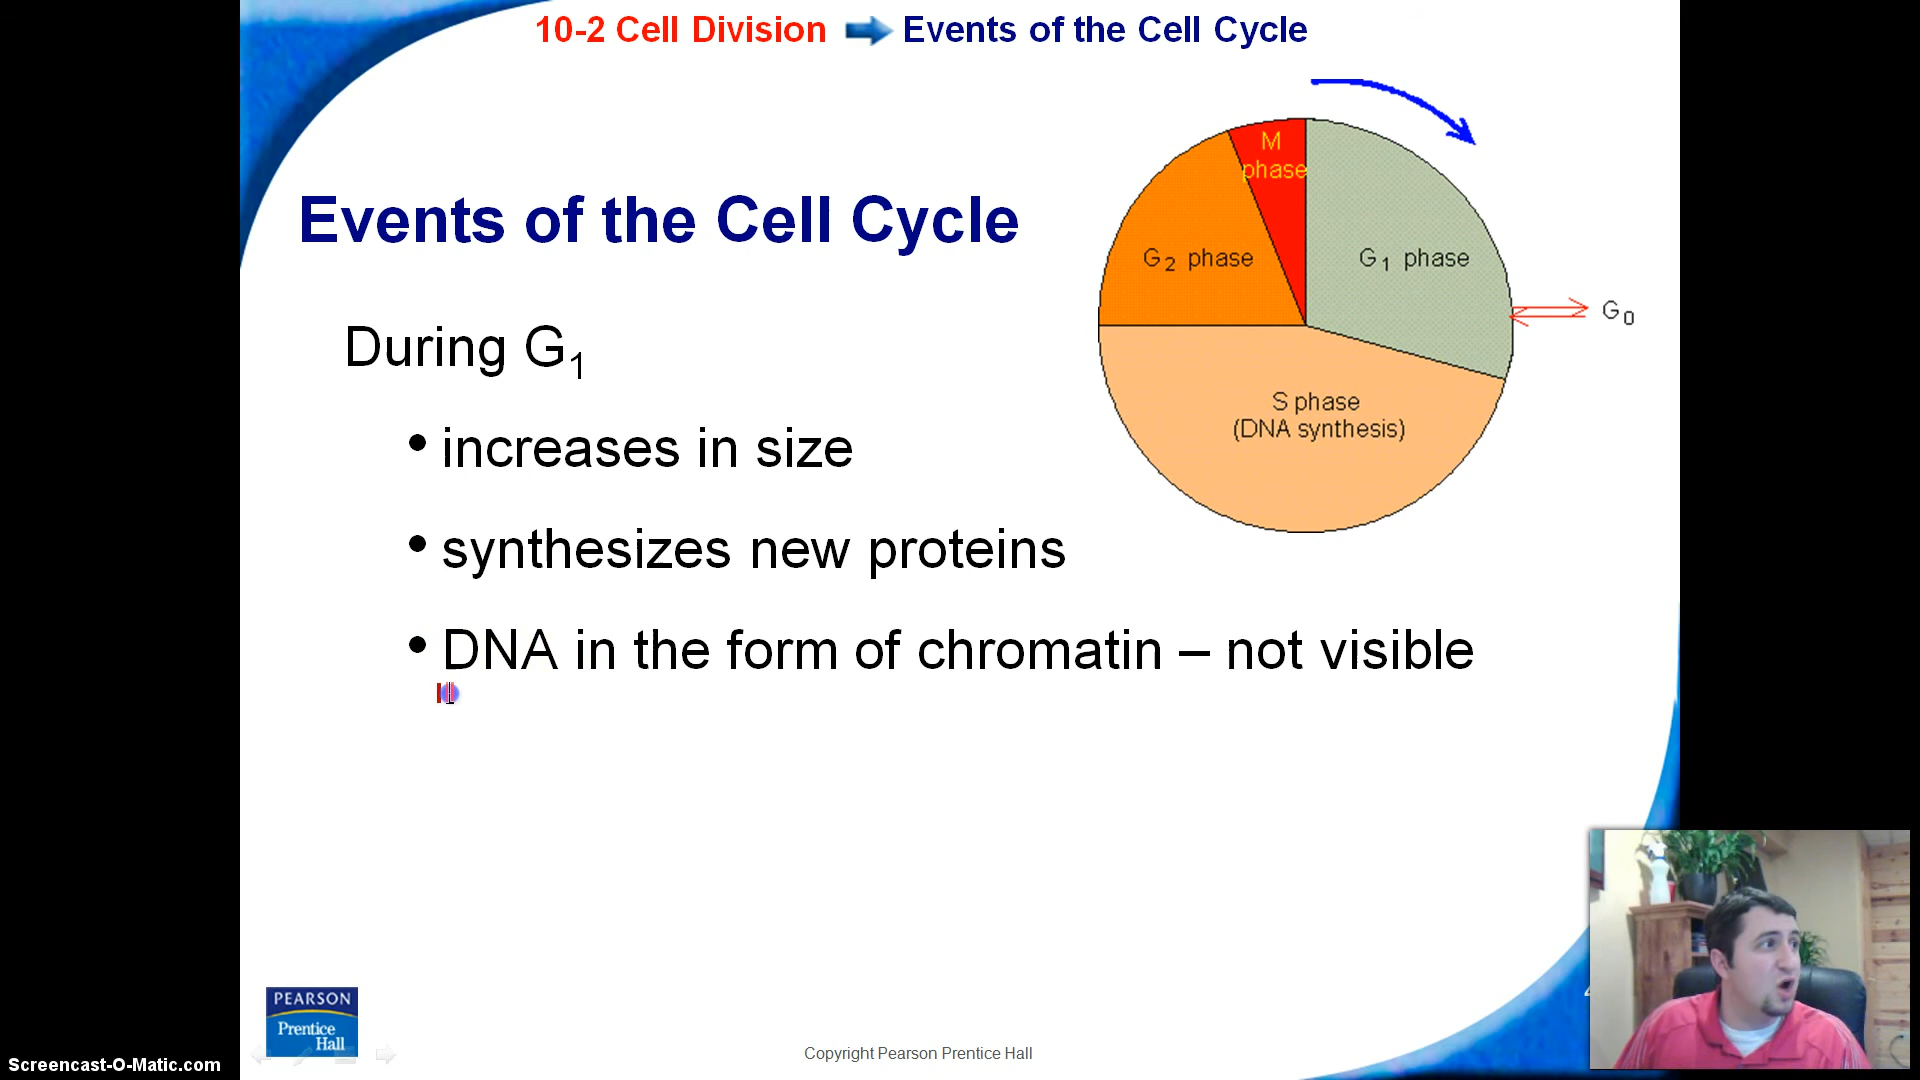 10-2 Cell Division Events of the Cell Cycle
Events of the Cell Cycle
During G1
• increases in size
• synthesizes new proteins
• DNA in the form of chromatin – not visible
M
phase
G2 phase
G1 phase
G0
S phase
(DNA synthesis)
PEARSON
Prentice
Hall
Copyright Pearson Prentice Hall
Screencast-O-Matic.com